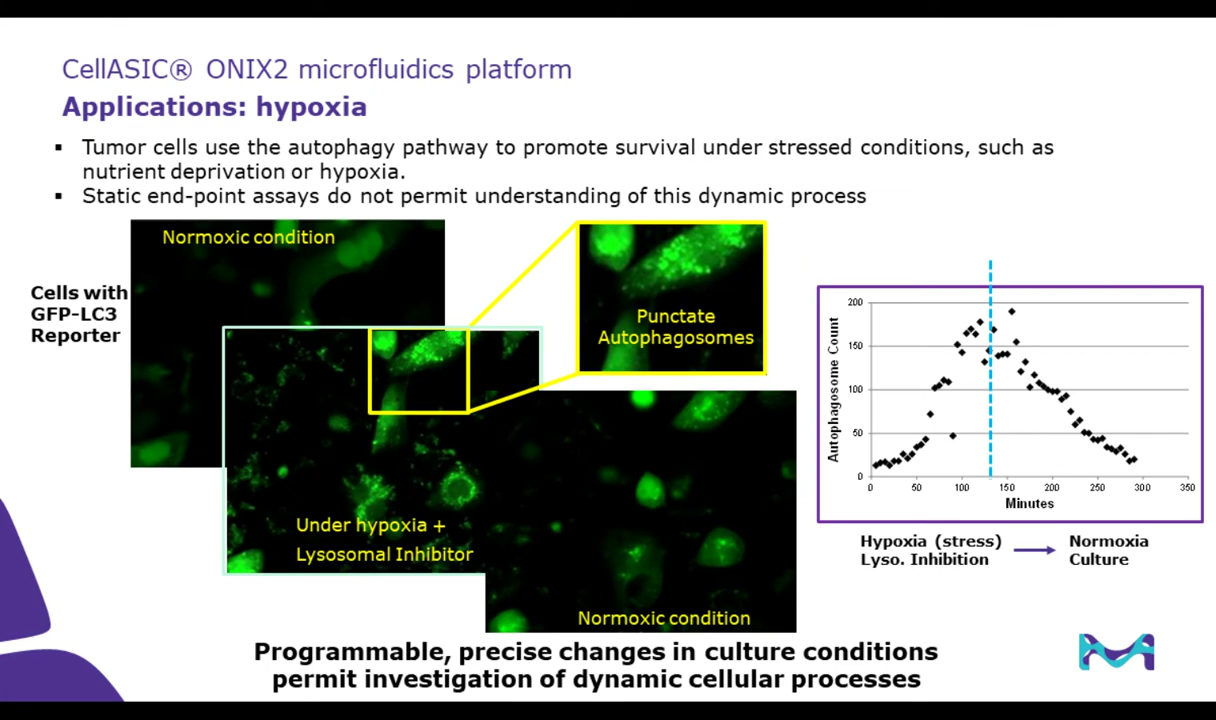 CellASIC® ONIX2 microfluidics platform
Applications: hypoxia
▪ Tumor cells use the autophagy pathway to promote survival under stressed conditions, such as
nutrient deprivation or hypoxia.
▪ Static end-point assays do not permit understanding of this dynamic process
Normoxic condition
Cells with
GFP-LC3
Reporter
Punctate
Autophagosomes
Under hypoxia +
Lysosomal Inhibitor
Normoxic condition
Autophagosome Count
200
150
100
50
0
0 50 100 150 200 250 300 350
Minutes
Hypoxia (stress)
Lyso. Inhibition
Normoxia
Culture
Programmable, precise changes in culture conditions
permit investigation of dynamic cellular processes
M